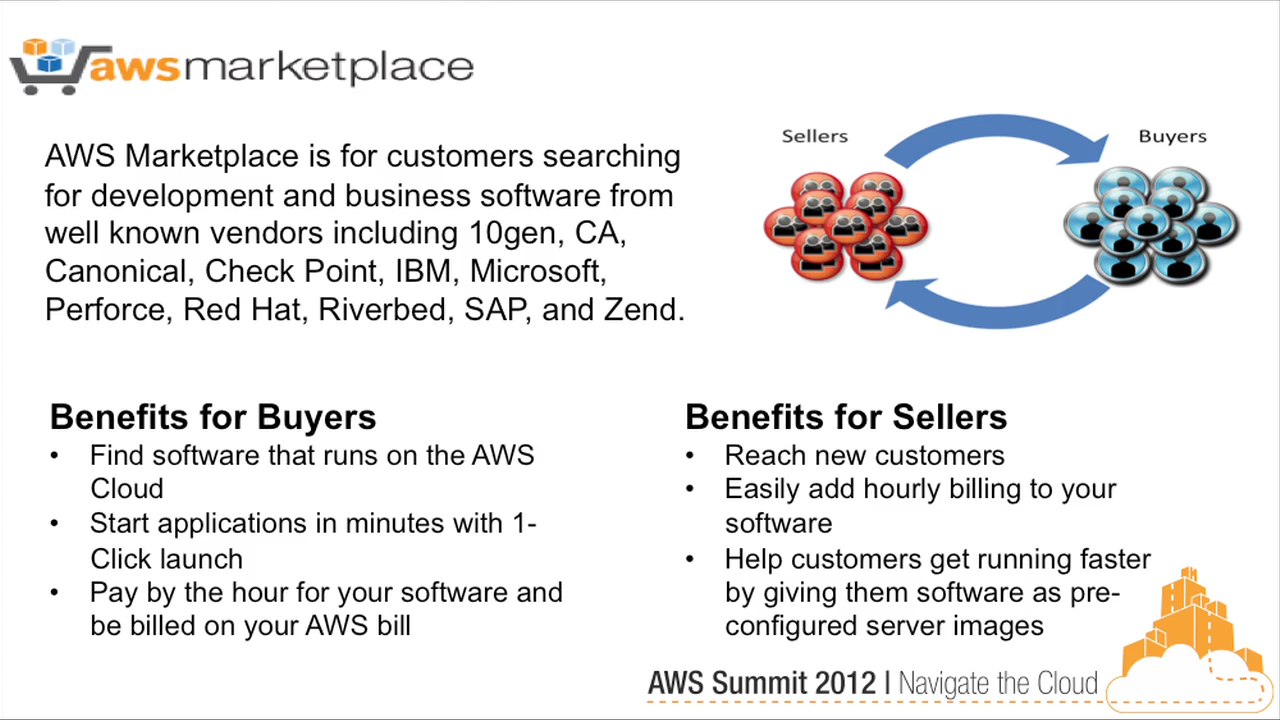 awsmarketplace
Sellers
Buyers
AWS Marketplace is for customers searching
for development and business software from
well known vendors including 10gen, CA,
Canonical, Check Point, IBM, Microsoft,
Perforce, Red Hat, Riverbed, SAP, and Zend.
Benefits for Buyers
• Find software that runs on the AWS
Cloud
• Start applications in minutes with 1-
Click launch
• Pay by the hour for your software and
be billed on your AWS bill
Benefits for Sellers
• Reach new customers
• Easily add hourly billing to your
software
• Help customers get running faster
by giving them software as pre-
configured server images
AWS Summit 2012 | Navigate the Cloud